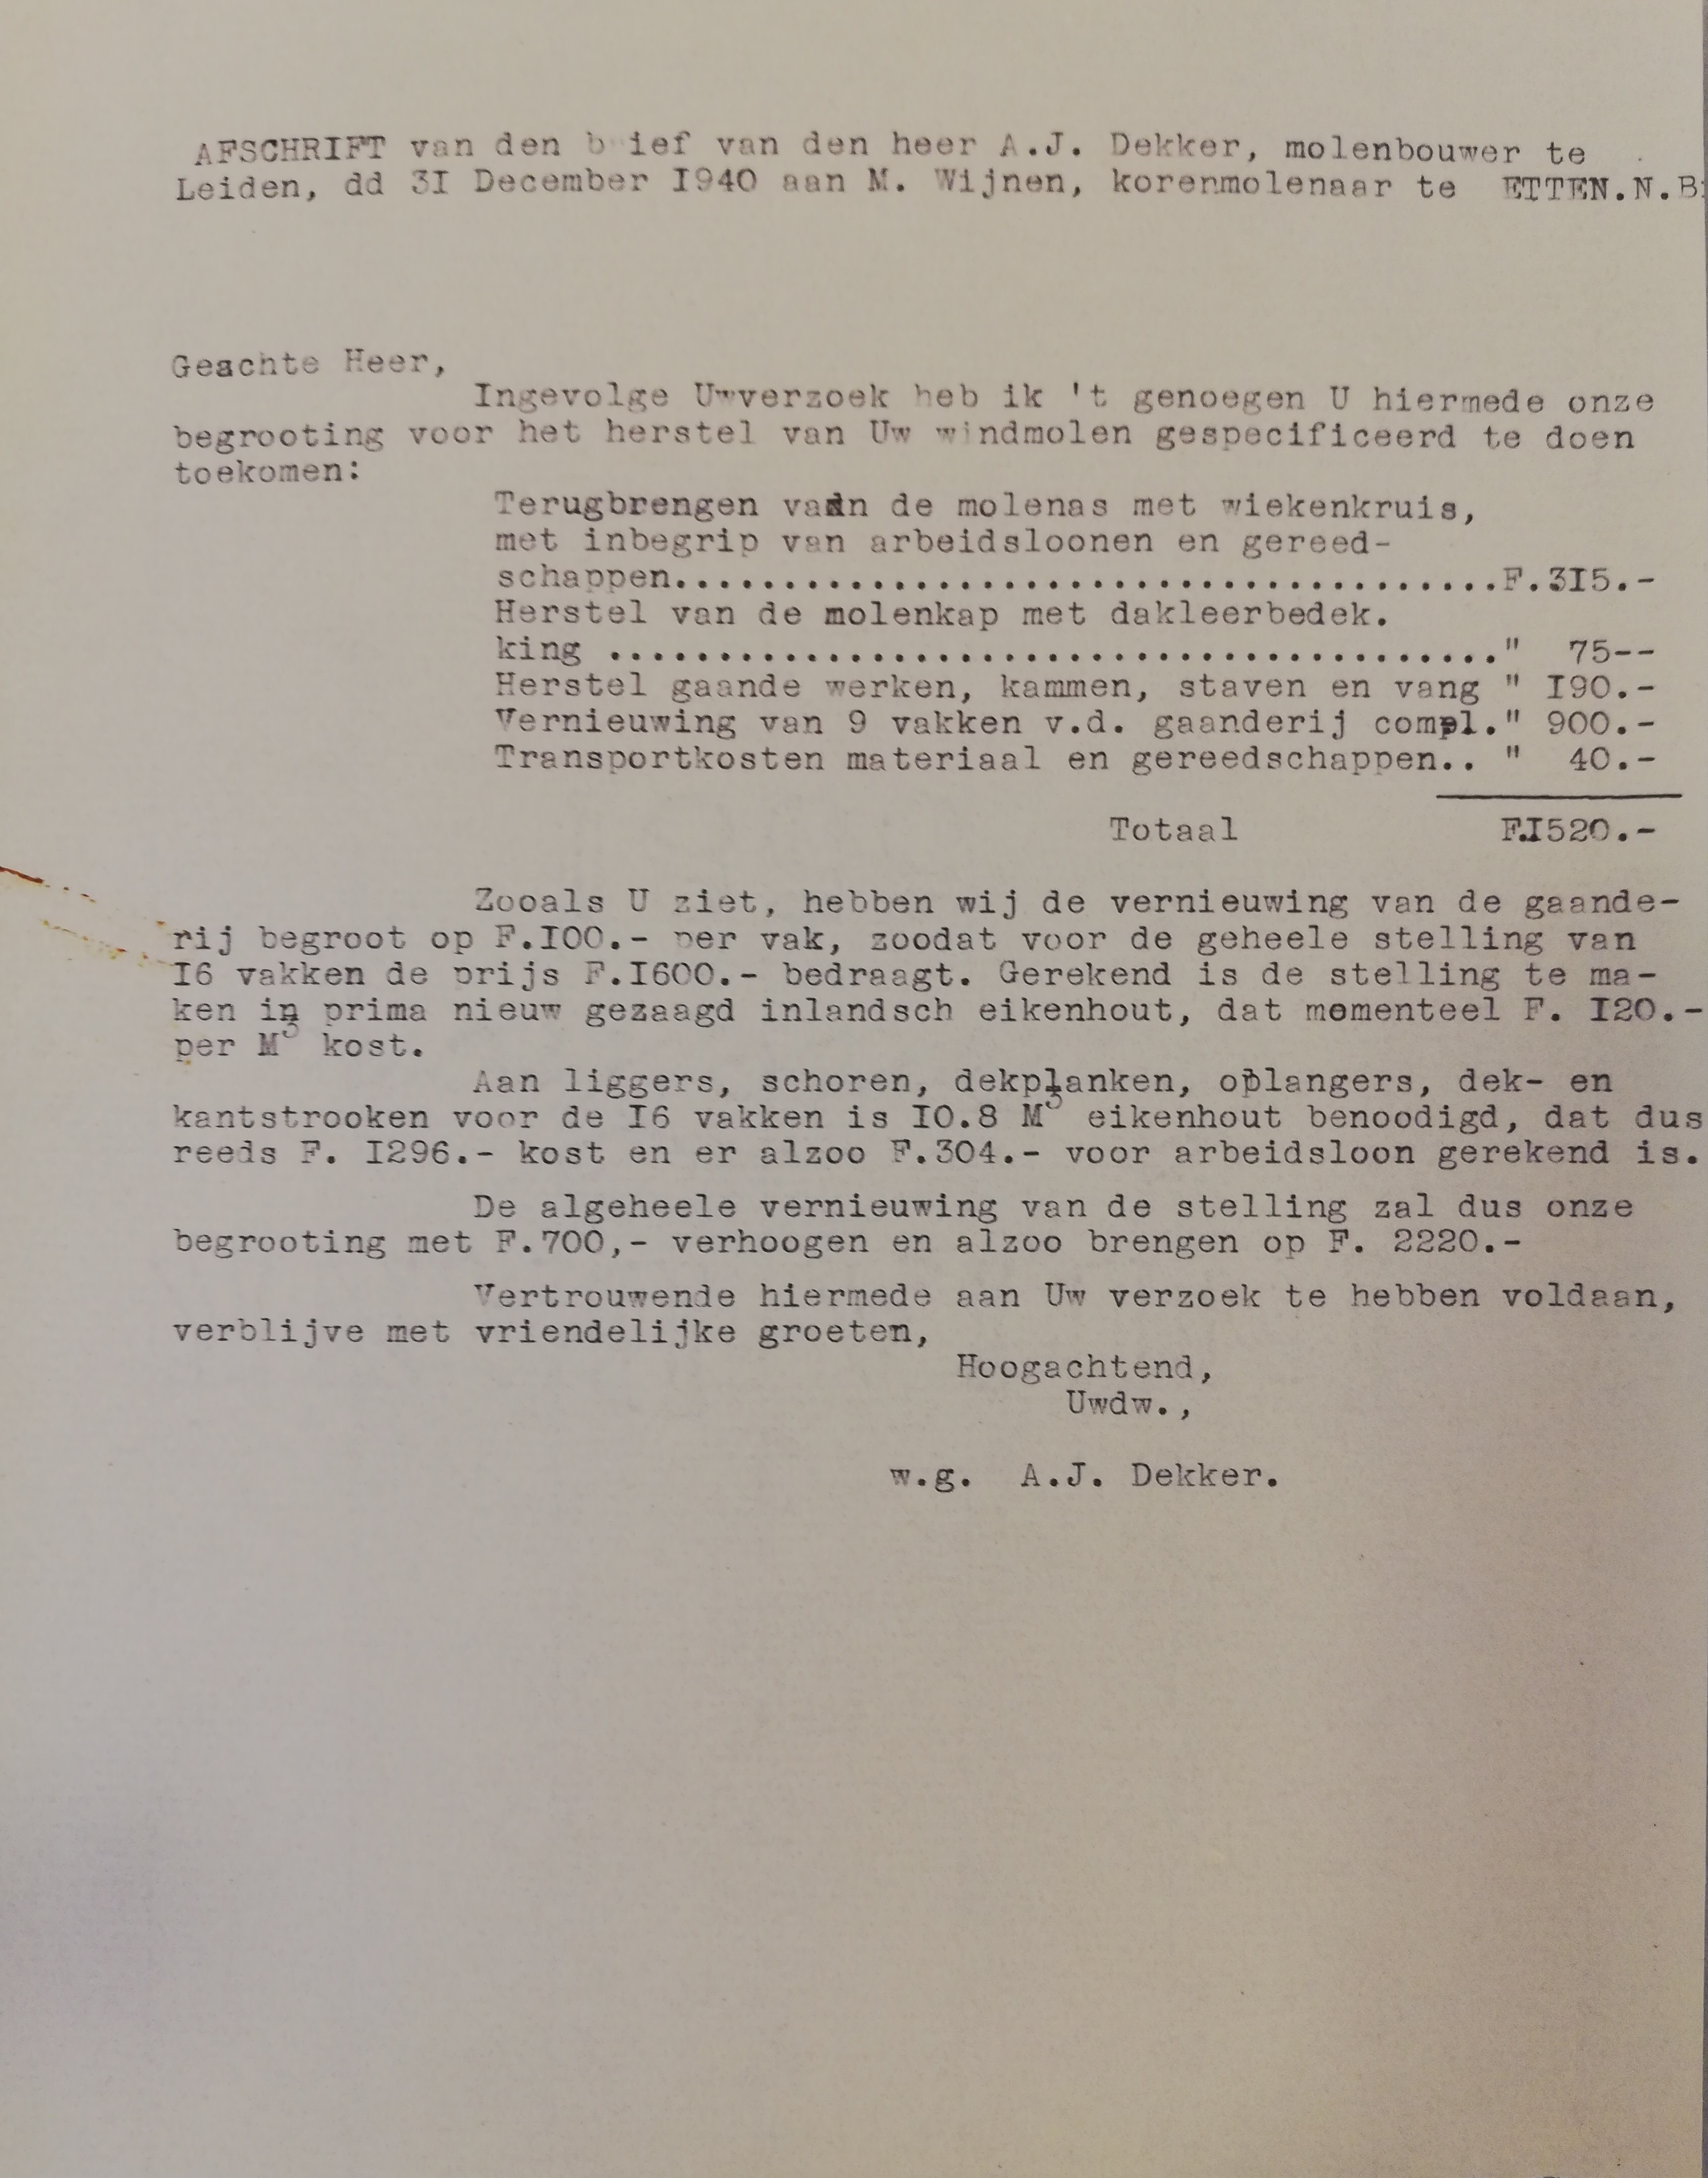 AFSCHRIFT van den b ief van den heer A.J. Dekker, molenbouwer te
Leiden, dd 3I December I940 aan M. Wijnen, korenmolenaar te ETTEN.N.B
Geachte Heer,
Ingevolge Uwverzoek heb ik 't genoegen U hiermede onze
begrooting voor het herstel van Uw windmolen gespecificeerd te doen
toekomen:
Terugbrengen vaan de molenas met wiekenkruis,
met inbegrip van arbeidsloonen en gereed-
schappen......................................F.3I5.-
Herstel van de molenkap met dakleerbedek.
king ........................................." 75--
Herstel gaande werken, kammen, staven en vang " I90.-
Vernieuwing van 9 vakken v.d. gaanderij compl." 900.-
Transportkosten materiaal en gereedschappen.. " 40.-
Totaal F.I520.-
Zooals U ziet, hebben wij de vernieuwing van de gaande-
rij begroot op F.I00.- per vak, zoodat voor de geheele stelling van
I6 vakken de prijs F.I600.- bedraagt. Gerekend is de stelling te ma-
ken in prima nieuw gezaagd inlandsch eikenhout, dat momenteel F. I20.-
per M3 kost.
Aan liggers, schoren, dekplanken, oplangers, dek- en
kantstrooken voor de I6 vakken is I0.8 M3 eikenhout benoodigd, dat dus
reeds F. I296.- kost en er alzoo F.304.- voor arbeidsloon gerekend is.
De algeheele vernieuwing van de stelling zal dus onze
begrooting met F.700,- verhoogen en alzoo brengen op F. 2220.-
Vertrouwende hiermede aan Uw verzoek te hebben voldaan,
verblijve met vriendelijke groeten,
Hoogachtend,
Uwdw.,
w.g. A.J. Dekker.